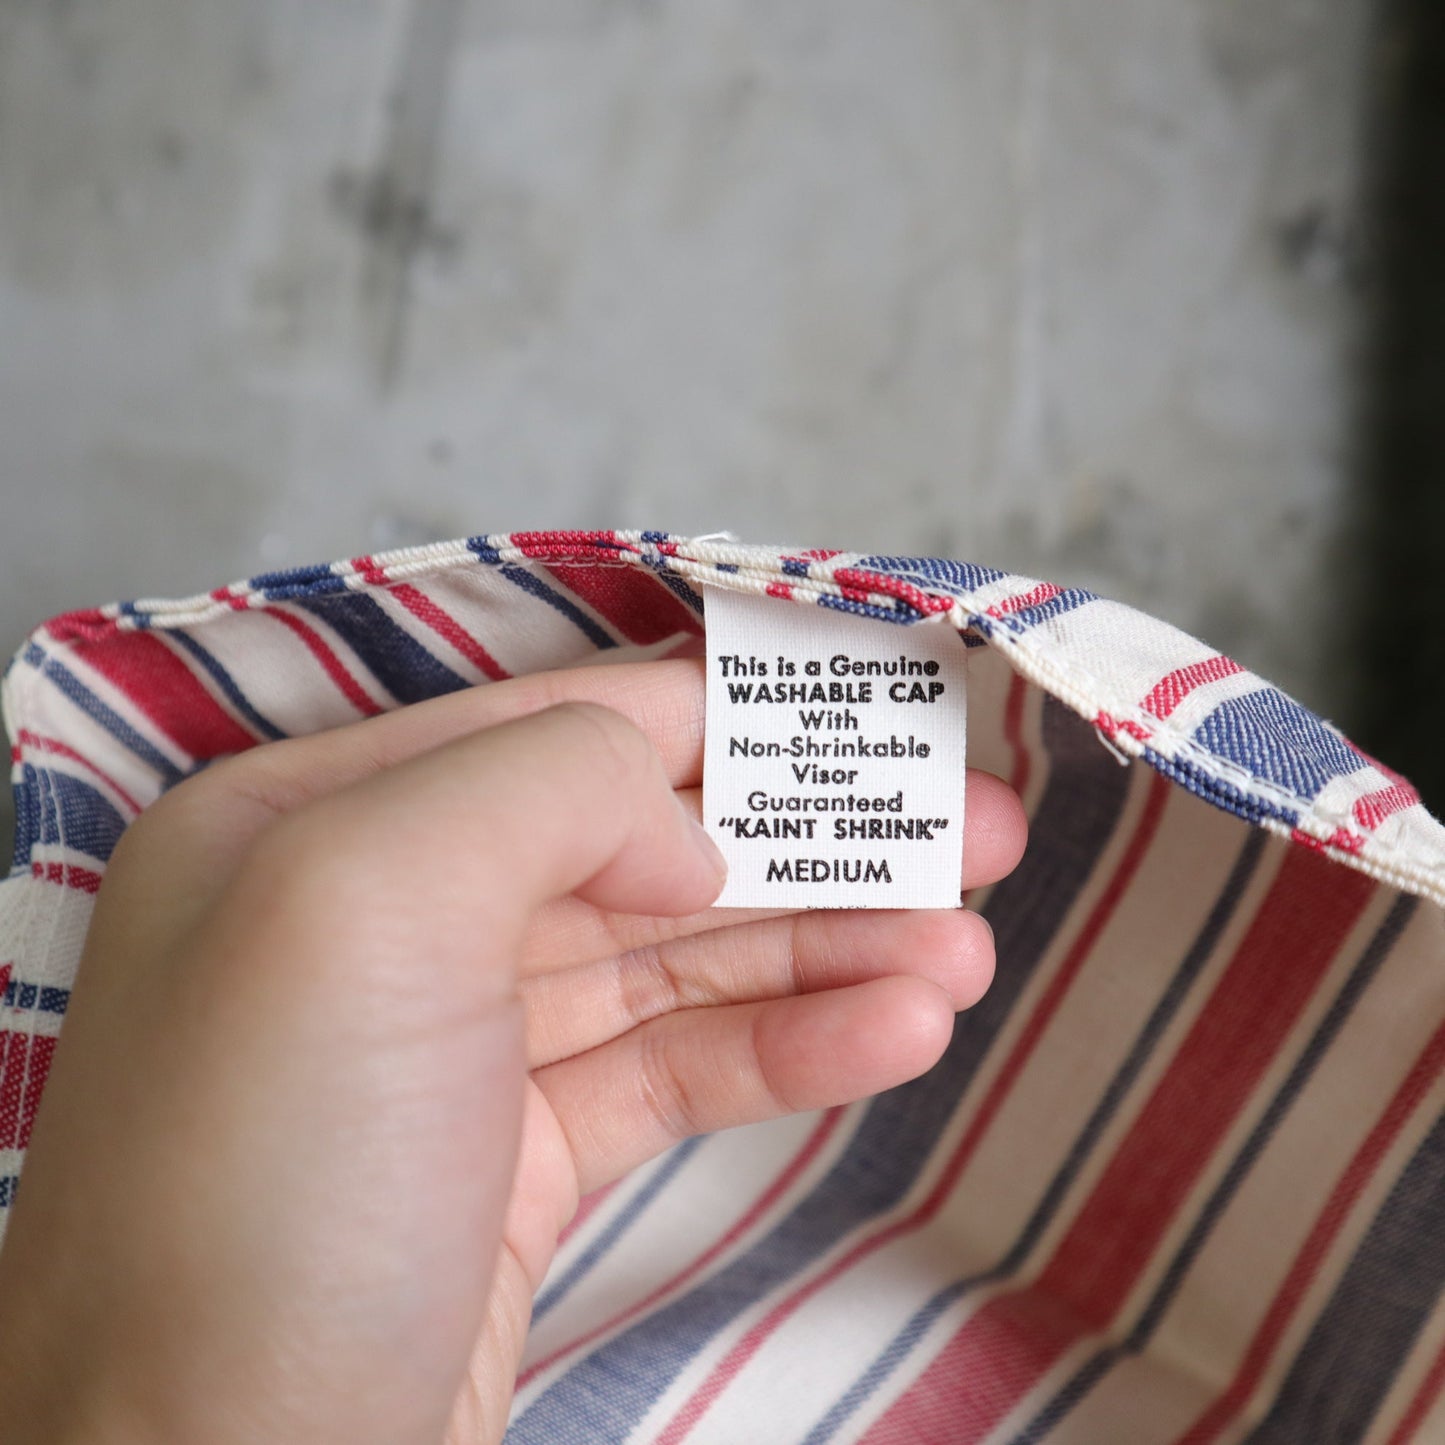 This is a Genuine
WASHABLE CAP
With
Non-Shrinkable
Visor
Guaranteed
"KAINT SHRINK"
MEDIUM